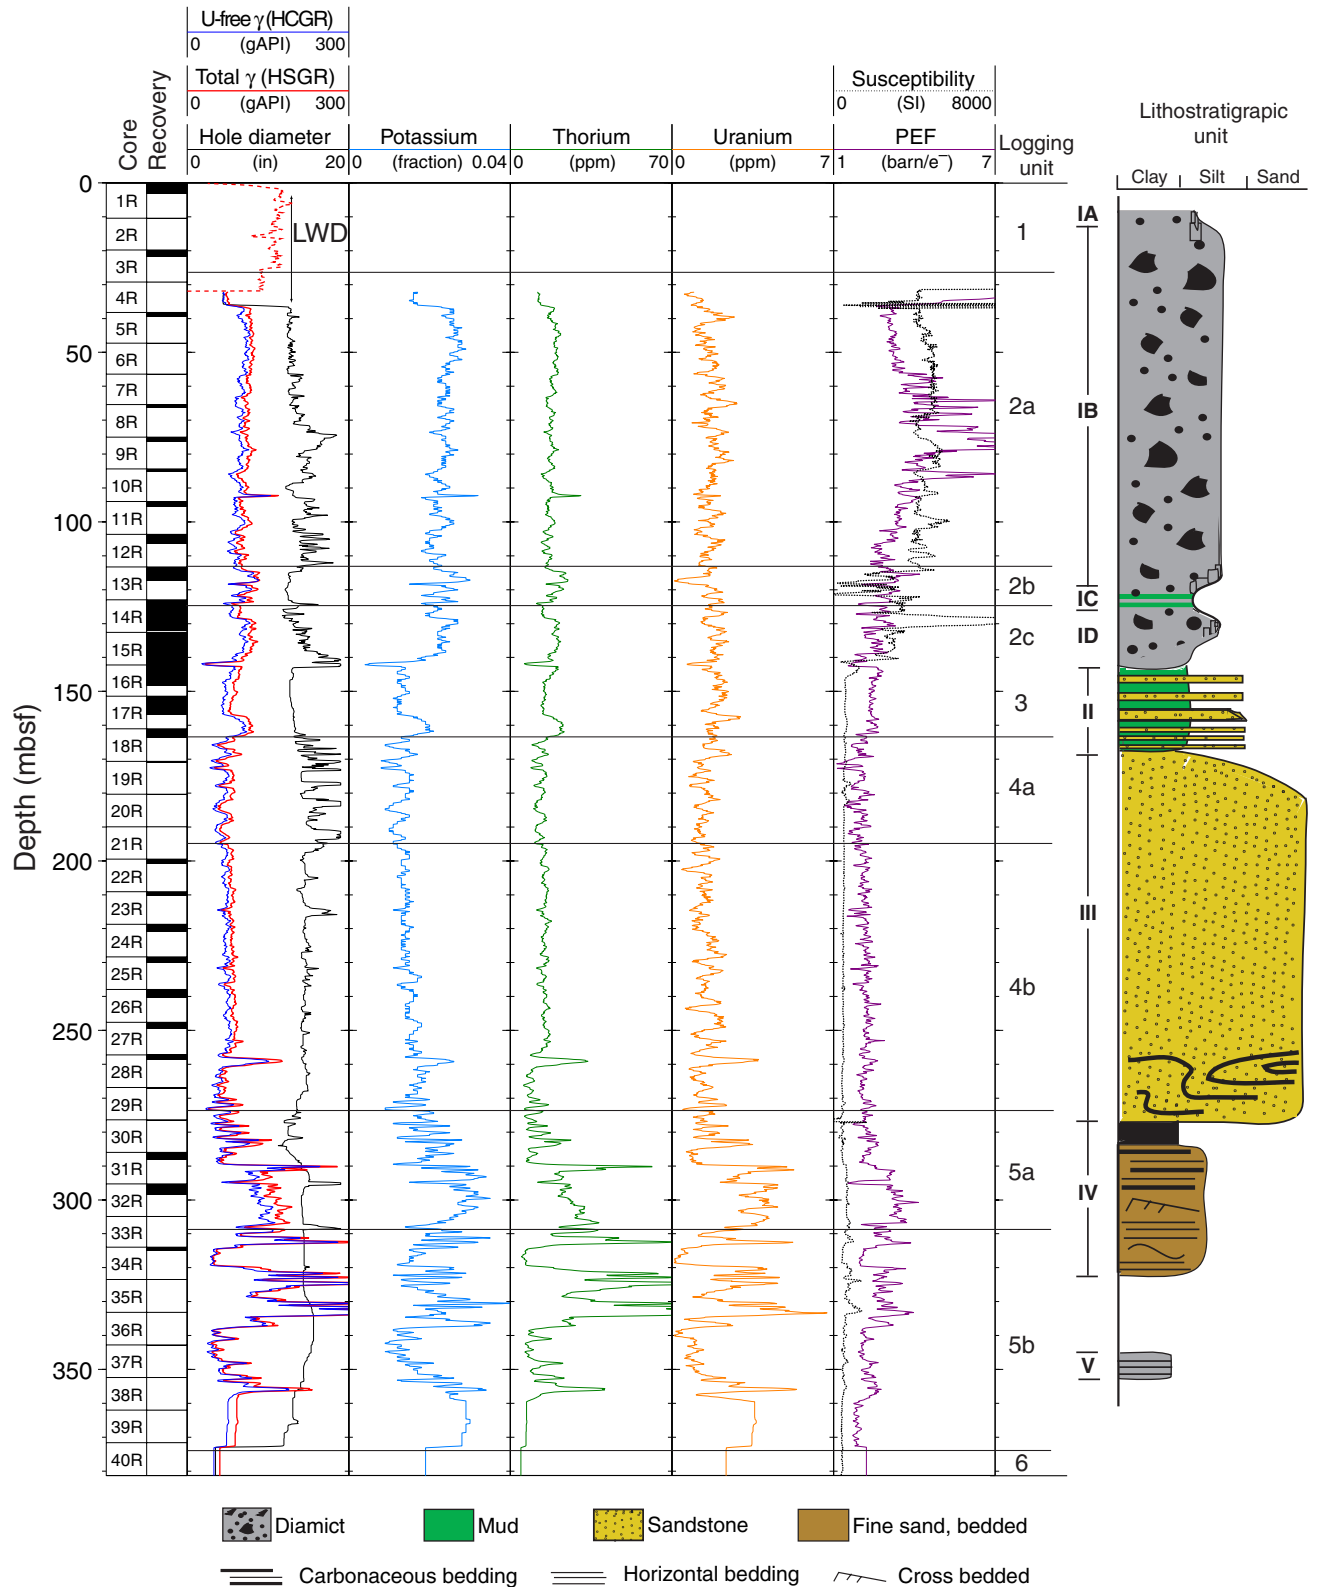 U-free γ (HCGR)
0 (gAPI) 300
Total γ (HSGR)
0 (gAPI) 300
Susceptibility
0 (SI) 8000
Core
Recovery
Hole diameter
0 (in) 20
Potassium
0 (fraction) 0.04
Thorium
0 (ppm) 70
Uranium
0 (ppm) 7
PEF
1 (barn/e⁻) 7
Logging
unit
Lithostratigrapic
unit
Clay Silt Sand
Depth (mbsf)
0
50
100
150
200
250
300
350
1R
2R
3R
4R
5R
6R
7R
8R
9R
10R
11R
12R
13R
14R
15R
16R
17R
18R
19R
20R
21R
22R
23R
24R
25R
26R
27R
28R
29R
30R
31R
32R
33R
34R
35R
36R
37R
38R
39R
40R
LWD
1
2a
2b
2c
3
4a
4b
5a
5b
6
IA
IB
IC
ID
II
III
IV
V
Diamict Mud Sandstone Fine sand, bedded
Carbonaceous bedding Horizontal bedding Cross bedded